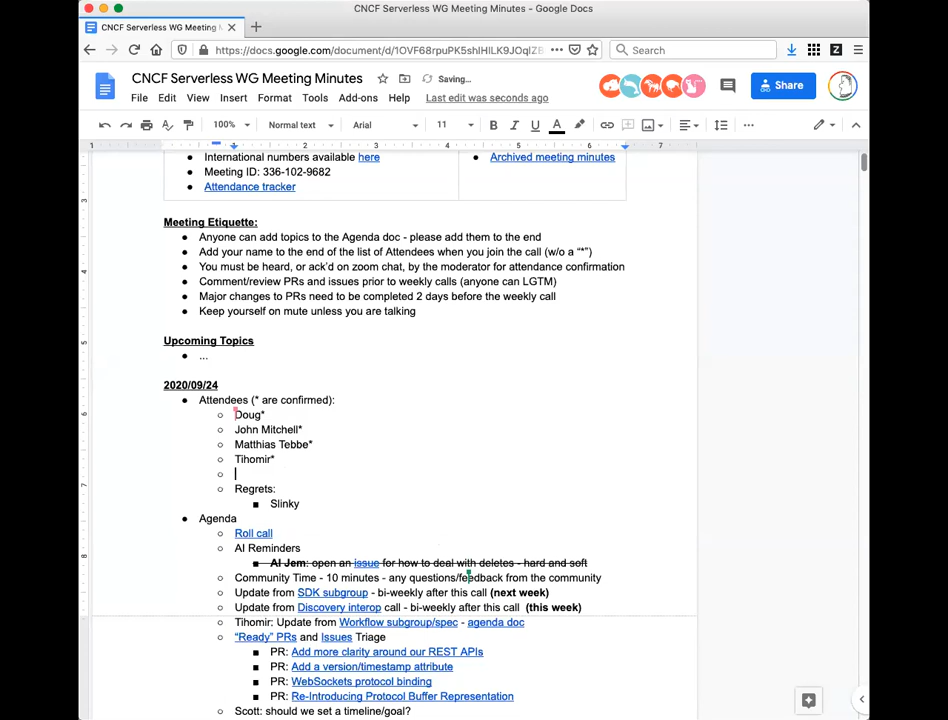 CNCF Serverless WG Meeting Minutes - Google Docs
CNCF Serverless WG Meeting
https://docs.google.com/document/d/1OVF68rpuPK5shIHILK9JOqlZB
Search
CNCF Serverless WG Meeting Minutes
Saving...
File Edit View Insert Format Tools Add-ons Help Last edit was seconds ago
Share
100% Normal text Arial 11 B I U A
1 1 2 3 4 5 6 7
International numbers available here
Meeting ID: 336-102-9682
Attendance tracker
Archived meeting minutes
Meeting Etiquette:
Anyone can add topics to the Agenda doc - please add them to the end
Add your name to the end of the list of Attendees when you join the call (w/o a “*”)
You must be heard, or ack’d on zoom chat, by the moderator for attendance confirmation
Comment/review PRs and issues prior to weekly calls (anyone can LGTM)
Major changes to PRs need to be completed 2 days before the weekly call
Keep yourself on mute unless you are talking
Upcoming Topics
...
2020/09/24
Attendees (* are confirmed):
Doug*
John Mitchell*
Matthias Tebbe*
Tihomir*
Regrets:
Slinky
Agenda
Roll call
AI Reminders
AI Jem: open an issue for how to deal with deletes - hard and soft
Community Time - 10 minutes - any questions/feedback from the community
Update from SDK subgroup - bi-weekly after this call (next week)
Update from Discovery interop call - bi-weekly after this call (this week)
Tihomir: Update from Workflow subgroup/spec - agenda doc
“Ready” PRs and Issues Triage
PR: Add more clarity around our REST APIs
PR: Add a version/timestamp attribute
PR: WebSockets protocol binding
PR: Re-Introducing Protocol Buffer Representation
Scott: should we set a timeline/goal?